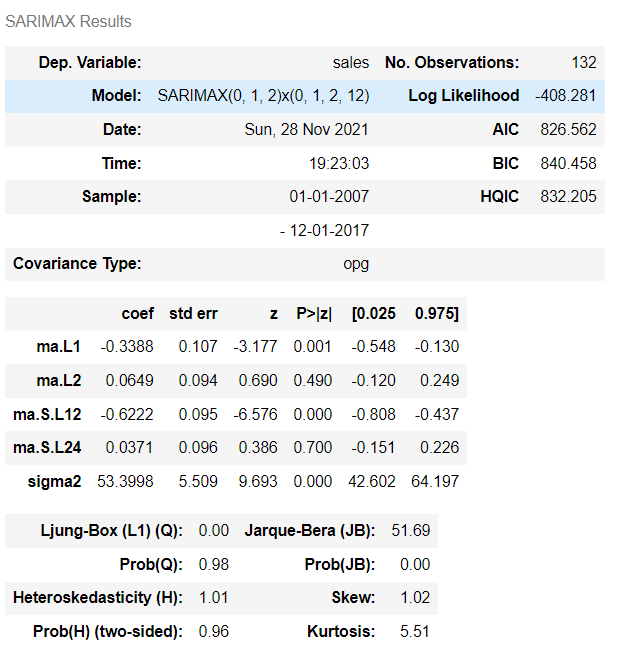 SARIMAX Results
Dep. Variable: sales No. Observations: 132
Model: SARIMAX(0, 1, 2)x(0, 1, 2, 12) Log Likelihood -408.281
Date: Sun, 28 Nov 2021 AIC 826.562
Time: 19:23:03 BIC 840.458
Sample: 01-01-2007 HQIC 832.205
- 12-01-2017
Covariance Type: opg
coef std err z P>|z| [0.025 0.975]
ma.L1 -0.3388 0.107 -3.177 0.001 -0.548 -0.130
ma.L2 0.0649 0.094 0.690 0.490 -0.120 0.249
ma.S.L12 -0.6222 0.095 -6.576 0.000 -0.808 -0.437
ma.S.L24 0.0371 0.096 0.386 0.700 -0.151 0.226
sigma2 53.3998 5.509 9.693 0.000 42.602 64.197
Ljung-Box (L1) (Q): 0.00 Jarque-Bera (JB): 51.69
Prob(Q): 0.98 Prob(JB): 0.00
Heteroskedasticity (H): 1.01 Skew: 1.02
Prob(H) (two-sided): 0.96 Kurtosis: 5.51